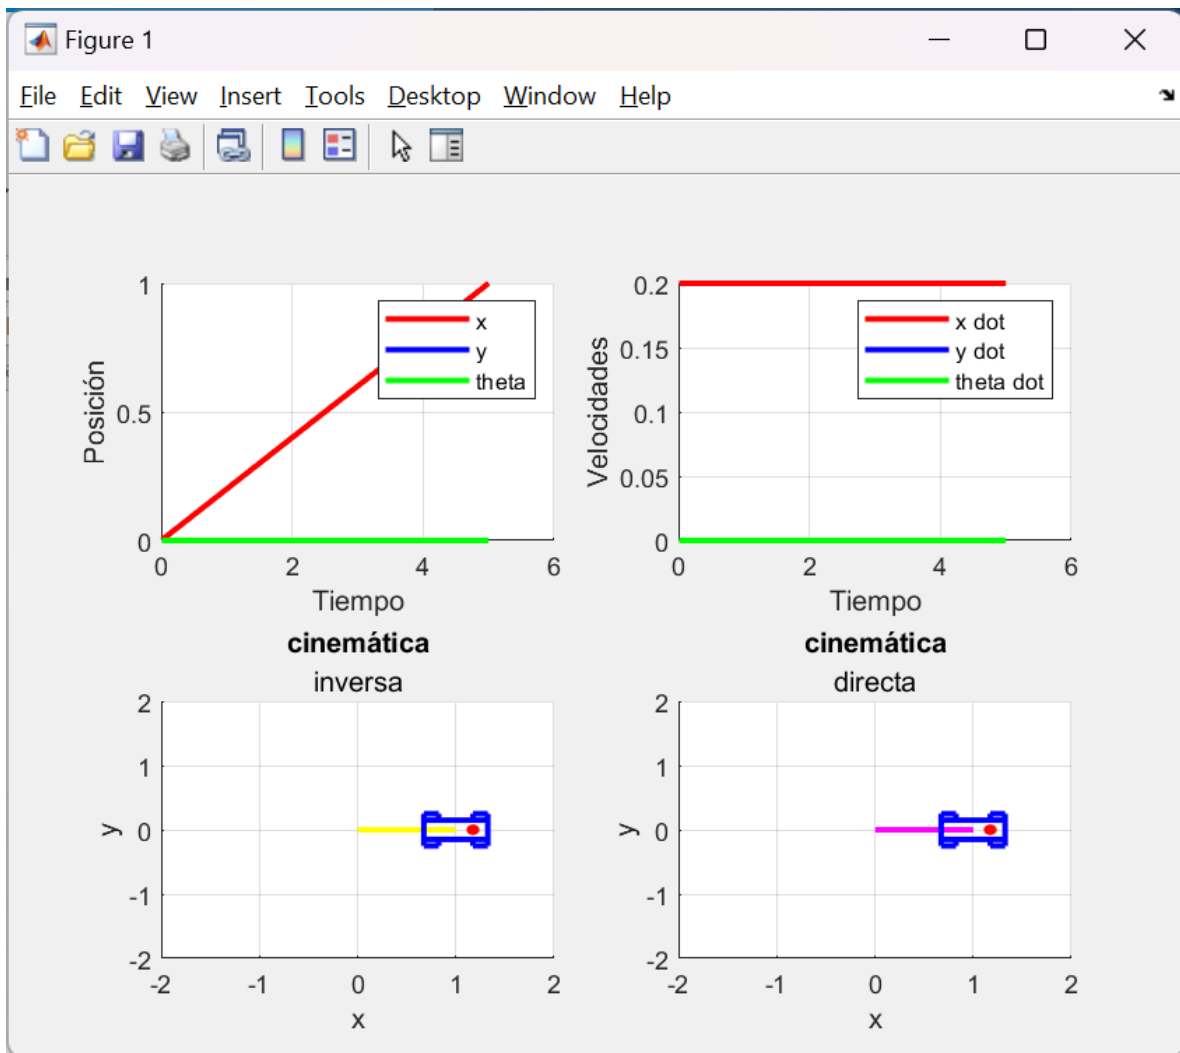 Figure 1
File Edit View Insert Tools Desktop Window Help
1
0.5
0
Posición
x
y
theta
0 2 4 6
Tiempo
0.2
0.15
0.1
0.05
0
Velocidades
x dot
y dot
theta dot
0 2 4 6
Tiempo
cinemática
inversa
2
1
0
-1
-2
y
-2 -1 0 1 2
x
cinemática
directa
2
1
0
-1
-2
y
-2 -1 0 1 2
x